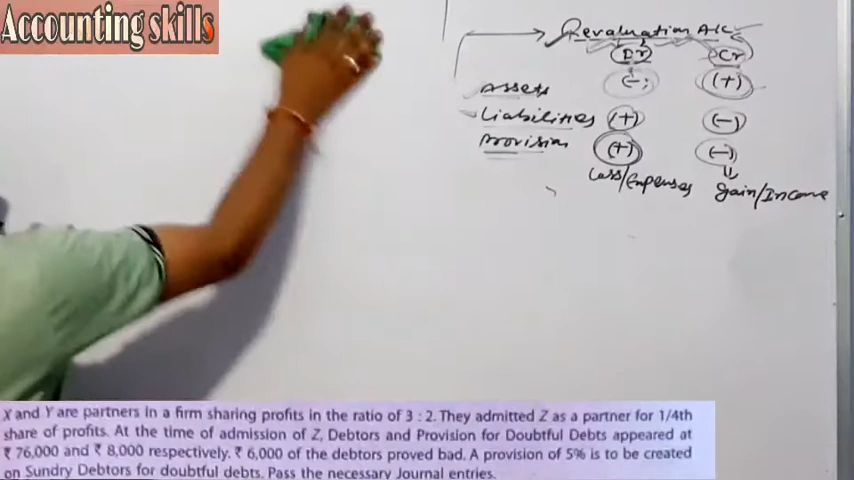 Accounting skills
Revaluation A/C
Dr Cr
Assets (-) (+)
Liabilities (+) (-)
Provision (+) (-)
Loss/Expenses Gain/Income
X and Y are partners in a firm sharing profits in the ratio of 3 : 2. They admitted Z as a partner for 1/4th
share of profits. At the time of admission of Z, Debtors and Provision for Doubtful Debts appeared at
₹ 76,000 and ₹ 8,000 respectively. ₹ 6,000 of the debtors proved bad. A provision of 5% is to be created
on Sundry Debtors for doubtful debts. Pass the necessary Journal entries.